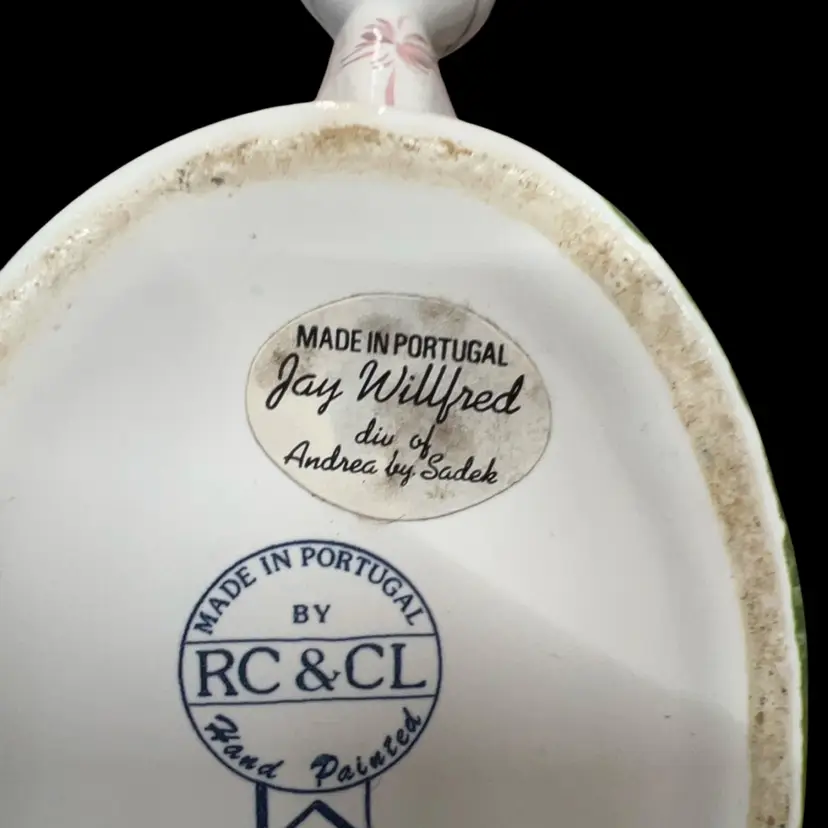 MADE IN PORTUGAL
Jay Willfred
div of
Andrea by Sadek
MADE IN PORTUGAL
BY
RC & CL
Hand Painted